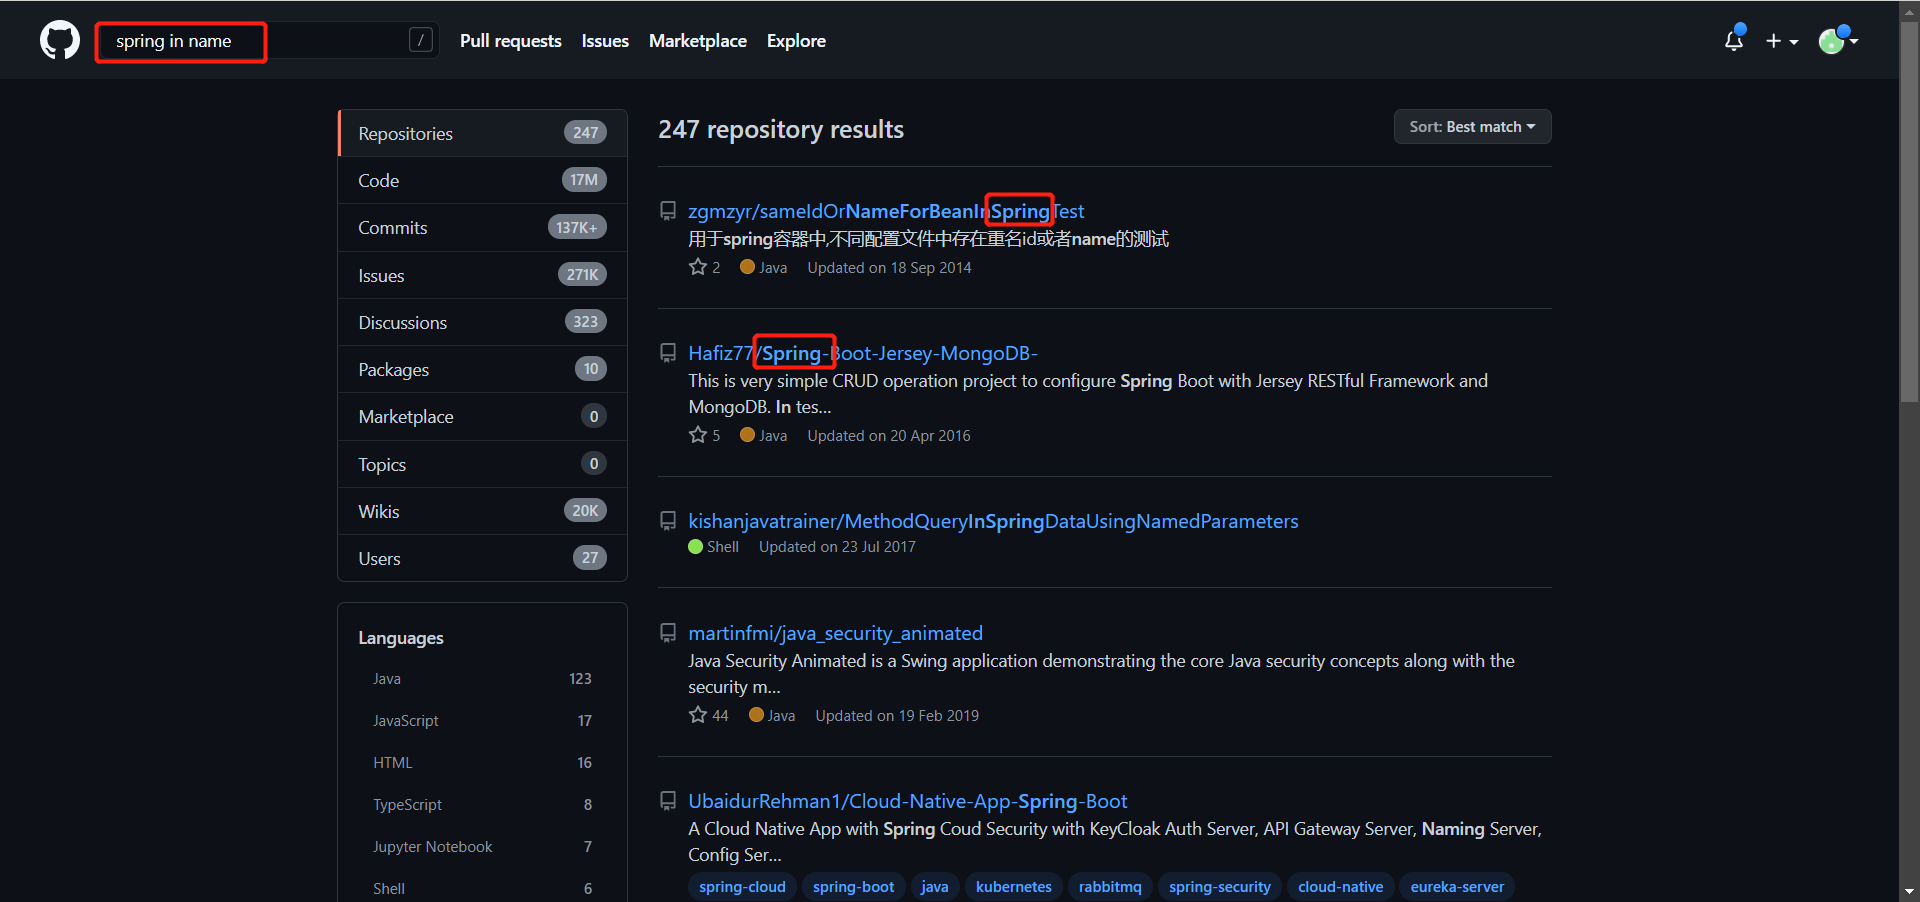 spring in name / Pull requests Issues Marketplace Explore
Repositories 247
Code 17M
Commits 137K+
Issues 271K
Discussions 323
Packages 10
Marketplace 0
Topics 0
Wikis 20K
Users 27
Languages
Java 123
JavaScript 17
HTML 16
TypeScript 8
Jupyter Notebook 7
Shell 6
247 repository results
Sort: Best match
zgmzyr/sameIdOrNameForBeanInSpringTest
用于spring容器中,不同配置文件中存在重名id或者name的测试
2 Java Updated on 18 Sep 2014
Hafiz77/Spring-Boot-Jersey-MongoDB-
This is very simple CRUD operation project to configure Spring Boot with Jersey RESTful Framework and
MongoDB. In tes...
5 Java Updated on 20 Apr 2016
kishanjavatrainer/MethodQueryInSpringDataUsingNamedParameters
Shell Updated on 23 Jul 2017
martinfmi/java_security_animated
Java Security Animated is a Swing application demonstrating the core Java security concepts along with the
security m...
44 Java Updated on 19 Feb 2019
UbaidurRehman1/Cloud-Native-App-Spring-Boot
A Cloud Native App with Spring Coud Security with KeyCloak Auth Server, API Gateway Server, Naming Server,
Config Ser...
spring-cloud spring-boot java kubernetes rabbitmq spring-security cloud-native eureka-server